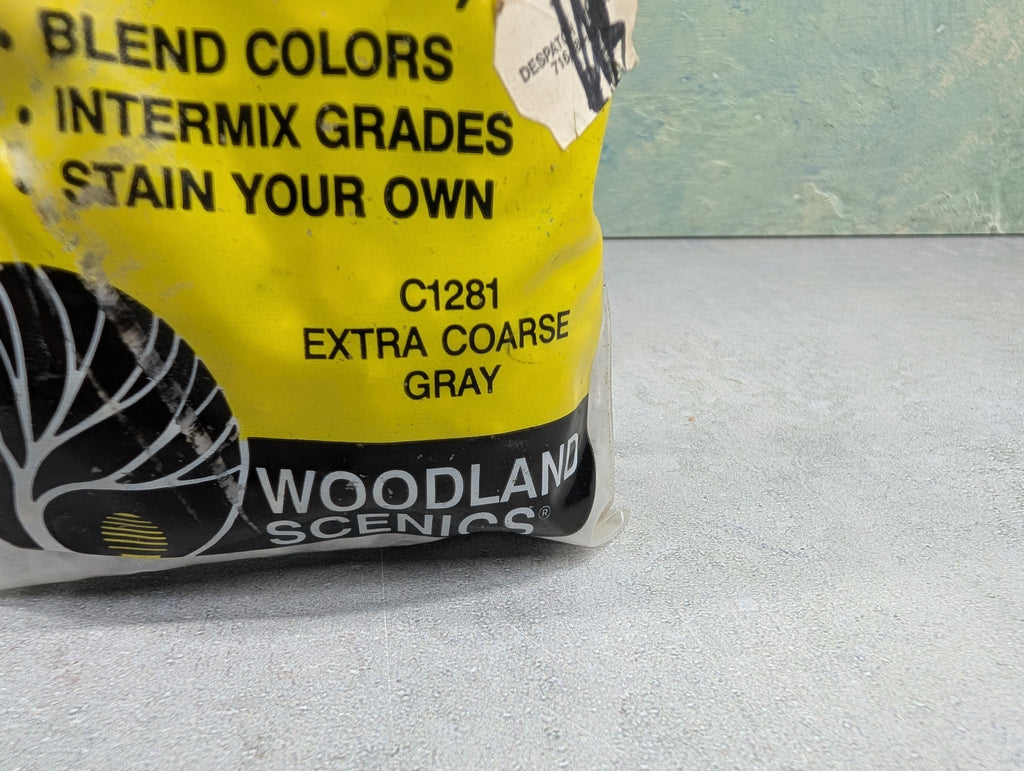 • BLEND COLORS
• INTERMIX GRADES
• STAIN YOUR OWN
C1281
EXTRA COARSE
GRAY
WOODLAND
SCENICS®